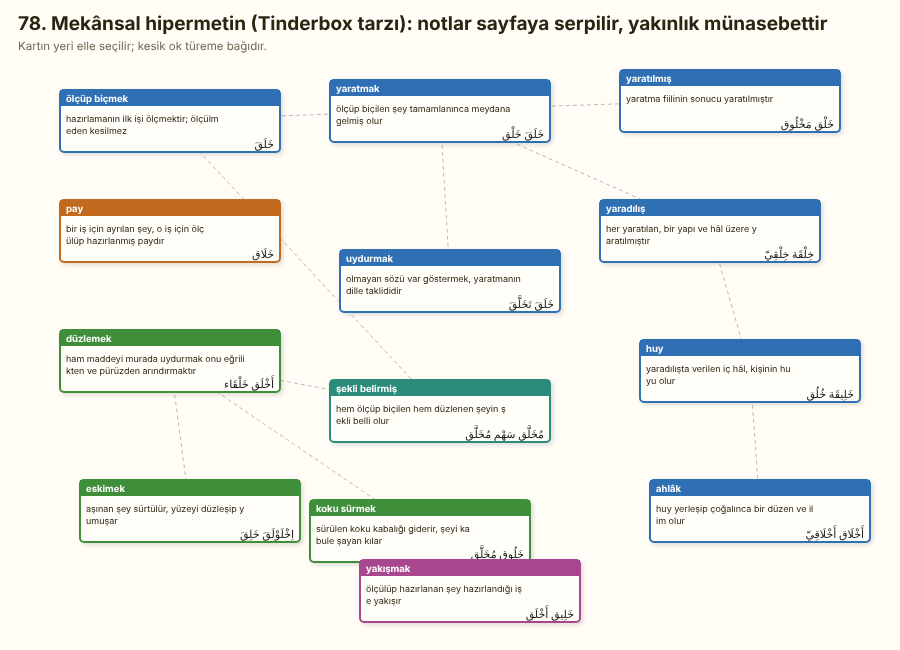 78. Mekânsal hipermetin (Tinderbox tarzı): notlar sayfaya serpilir, yakınlık münasebettir
Kartın yeri elle seçilir; kesik ok türeme bağıdır.
ölçüp biçmek
hazırlamanın ilk işi ölçmektir; ölçülm
eden kesilmez
خَلَقَ
yaratmak
ölçüp biçilen şey tamamlanınca meydana
gelmiş olur
خَلَقَ خَلْق
yaratılmış
yaratma fiilinin sonucu yaratılmıştır
خَلْق مَخْلُوق
pay
bir iş için ayrılan şey, o iş için ölç
ülüp hazırlanmış paydır
خَلَاق
uydurmak
olmayan sözü var göstermek, yaratmanın
dille taklididir
خَلَقَ تَخَلَّقَ
yaradılış
her yaratılan, bir yapı ve hâl üzere y
aratılmıştır
خِلْقَة خِلْقِيّ
düzlemek
ham maddeyi murada uydurmak onu eğrili
kten ve pürüzden arındırmaktır
أَخْلَق خَلْقَاء
şekli belirmiş
hem ölçüp biçilen hem düzlenen şeyin ş
ekli belli olur
مُخَلَّق سَهْم مُخَلَّق
huy
yaradılışta verilen iç hâl, kişinin hu
yu olur
خَلِيقَة خُلُق
eskimek
aşınan şey sürtülür, yüzeyi düzleşip y
umuşar
اِخْلَوْلَقَ خَلِقَ
koku sürmek
sürülen koku kabalığı giderir, şeyi ka
bule şayan kılar
خَلُوق مُخَلَّق
ahlâk
huy yerleşip çoğalınca bir düzen ve il
im olur
أَخْلَاق أَخْلَاقِيّ
yakışmak
ölçülüp hazırlanan şey hazırlandığı iş
e yakışır
خَلِيق أَخْلَق